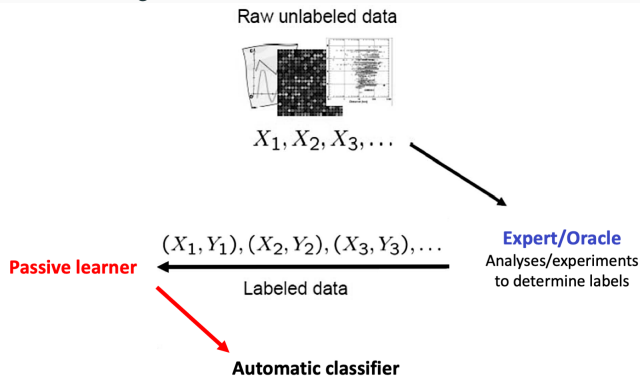 Raw unlabeled data
X₁, X₂, X₃, . . .
Expert/Oracle
Analyses/experiments
to determine labels
(X₁, Y₁), (X₂, Y₂), (X₃, Y₃), . . .
Passive learner
Labeled data
Automatic classifier